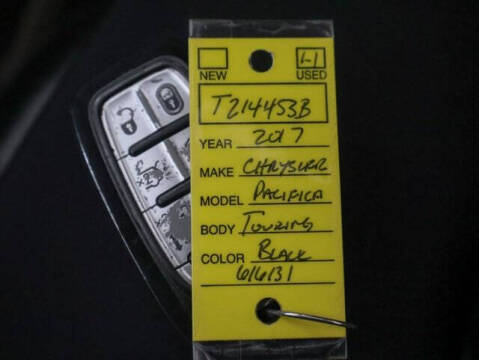 NEW USED
T214453B
YEAR 2017
MAKE CHRYSLER
MODEL PACIFICA
BODY TOURING
COLOR BLACK
616131